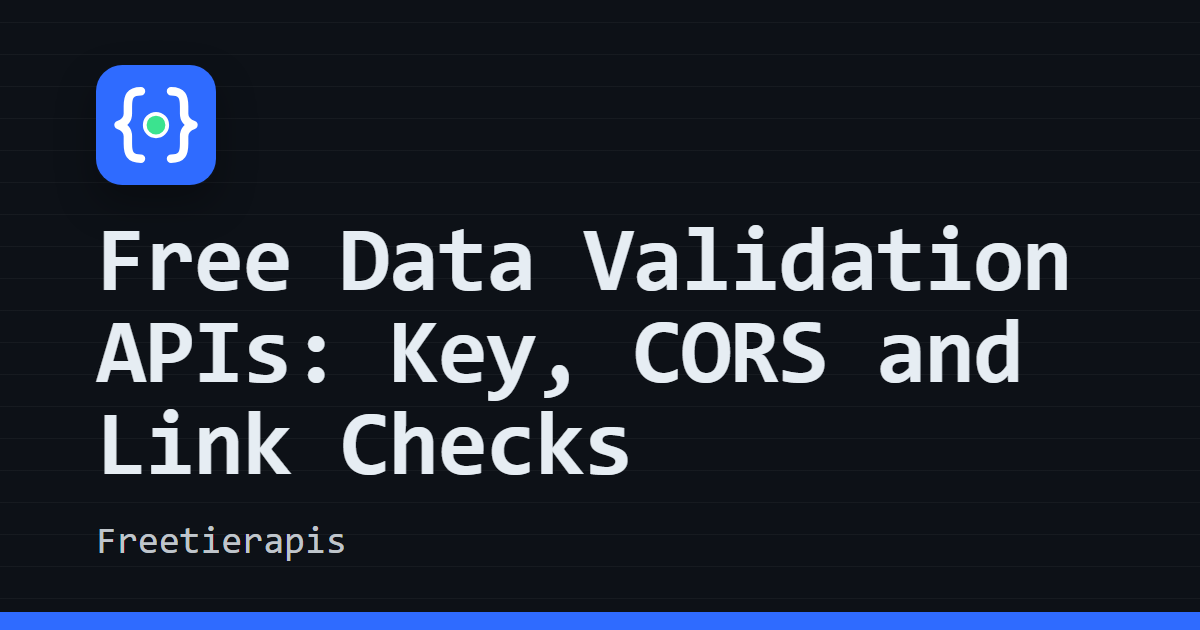 Free Data Validation
APIs: Key, CORS and
Link Checks
Freetierapis